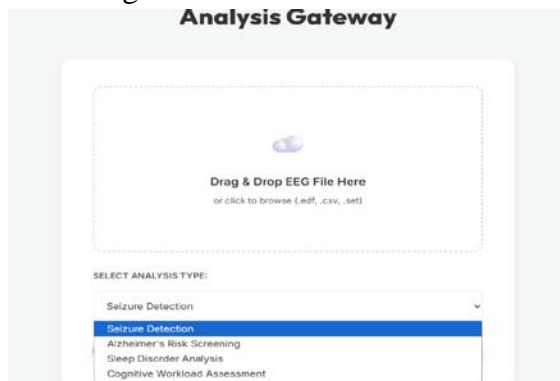 Analysis Gateway
Drag & Drop EEG File Here
or click to browse (.edf, .csv, .set)
SELECT ANALYSIS TYPE:
Seizure Detection
Seizure Detection
Alzheimer's Risk Screening
Sleep Disorder Analysis
Cognitive Workload Assessment